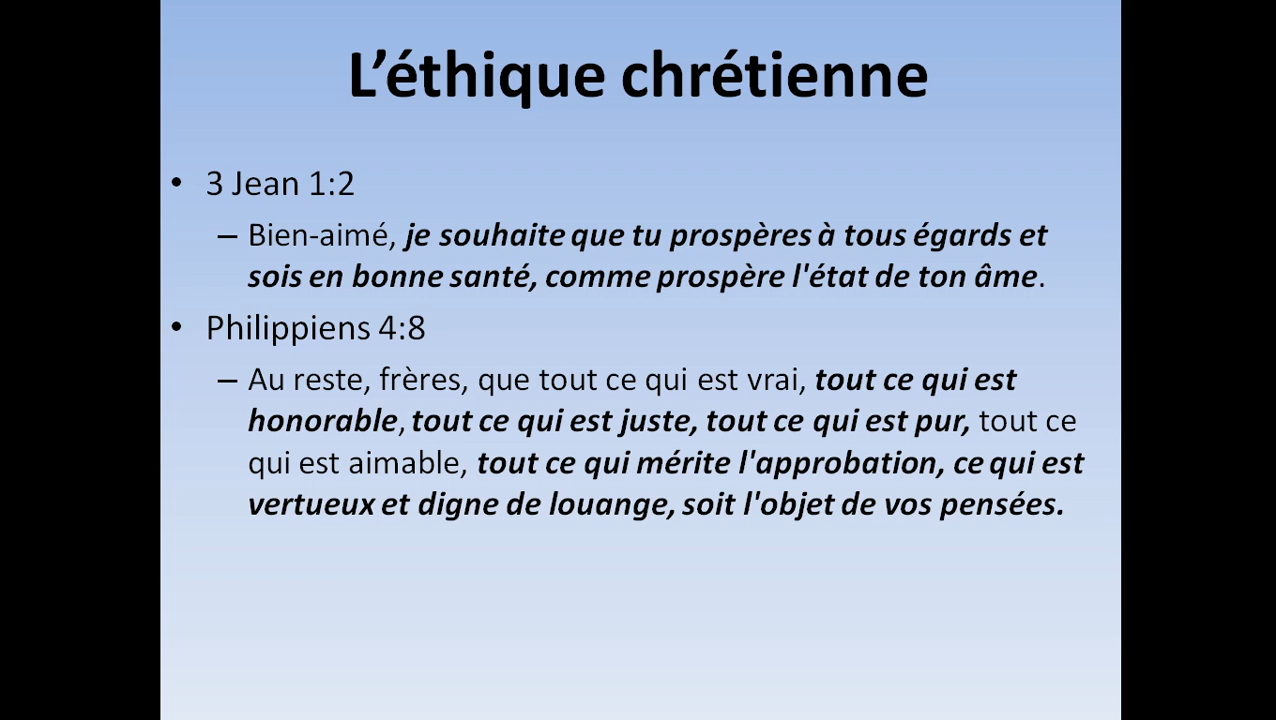 L’éthique chrétienne
• 3 Jean 1:2
– Bien-aimé, je souhaite que tu prospères à tous égards et
sois en bonne santé, comme prospère l'état de ton âme.
• Philippiens 4:8
– Au reste, frères, que tout ce qui est vrai, tout ce qui est
honorable, tout ce qui est juste, tout ce qui est pur, tout ce
qui est aimable, tout ce qui mérite l'approbation, ce qui est
vertueux et digne de louange, soit l'objet de vos pensées.